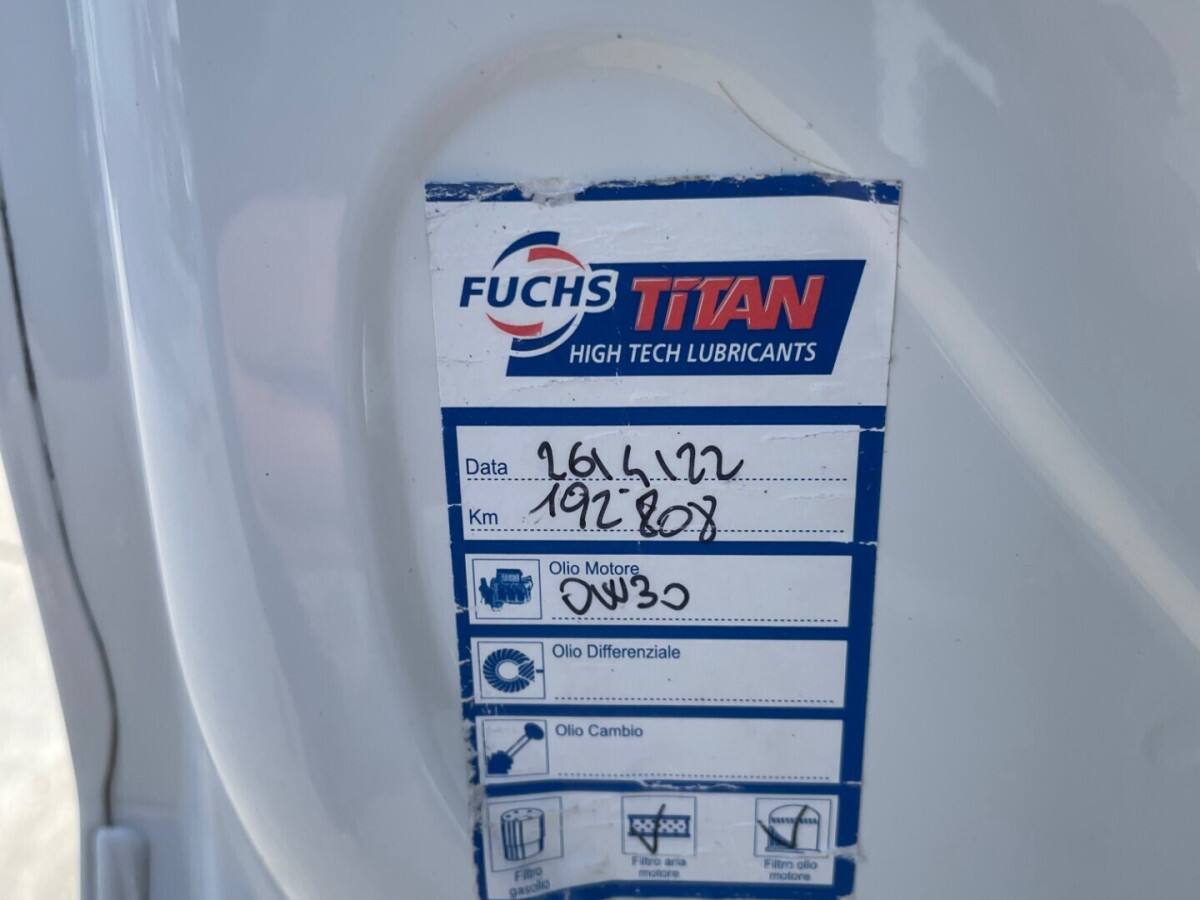 FUCHS TITAN
HIGH TECH LUBRICANTS
Data 26/4/22
Km 192.808
Olio Motore
0W30
Olio Differenziale
Olio Cambio
Filtro gasolio
Filtro aria motore
Filtro olio motore